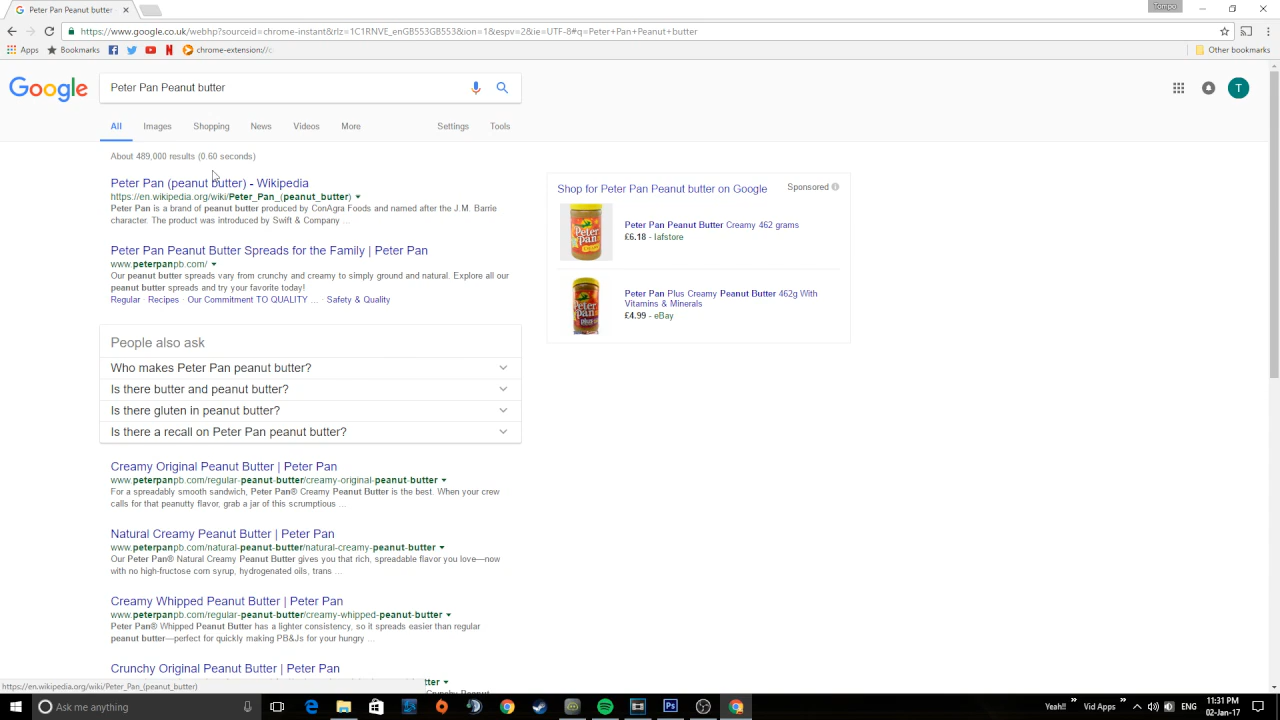 Peter Pan Peanut butter
Tompo
https://www.google.co.uk/webhp?sourceid=chrome-instant&rlz=1C1RNVE_enGB553GB553&ion=1&espv=2&ie=UTF-8#q=Peter+Pan+Peanut+butter
Apps Bookmarks chrome-extension://c Other bookmarks
Google Peter Pan Peanut butter T
All Images Shopping News Videos More Settings Tools
About 489,000 results (0.60 seconds)
Peter Pan (peanut butter) - Wikipedia
https://en.wikipedia.org/wiki/Peter_Pan_(peanut_butter)
Peter Pan is a brand of peanut butter produced by ConAgra Foods and named after the J.M. Barrie
character. The product was introduced by Swift & Company ...
Peter Pan Peanut Butter Spreads for the Family | Peter Pan
www.peterpanpb.com/
Our peanut butter spreads vary from crunchy and creamy to simply ground and natural. Explore all our
peanut butter spreads and try your favorite today!
Regular · Recipes · Our Commitment TO QUALITY ... · Safety & Quality
People also ask
Who makes Peter Pan peanut butter?
Is there butter and peanut butter?
Is there gluten in peanut butter?
Is there a recall on Peter Pan peanut butter?
Creamy Original Peanut Butter | Peter Pan
www.peterpanpb.com/regular-peanut-butter/creamy-original-peanut-butter
For a spreadably smooth sandwich, Peter Pan® Creamy Peanut Butter is the best. When your crew
calls for that peanutty flavor, grab a jar of this scrumptious ...
Natural Creamy Peanut Butter | Peter Pan
www.peterpanpb.com/natural-peanut-butter/natural-creamy-peanut-butter
Our Peter Pan® Natural Creamy Peanut Butter gives you that rich, spreadable flavor you love—now
with no high-fructose corn syrup, hydrogenated oils, trans ...
Creamy Whipped Peanut Butter | Peter Pan
www.peterpanpb.com/regular-peanut-butter/creamy-whipped-peanut-butter
Peter Pan® Whipped Peanut Butter has a lighter consistency, so it spreads easier than regular
peanut butter—perfect for quickly making PB&Js for your hungry ...
Crunchy Original Peanut Butter | Peter Pan
utter
Crunchy Peanut
Shop for Peter Pan Peanut butter on Google Sponsored
Peter Pan
Peter Pan Peanut Butter Creamy 462 grams
£6.18 - Iafstore
Peter Pan
Peter Pan Plus Creamy Peanut Butter 462g With
Vitamins & Minerals
£4.99 - eBay
https://en.wikipedia.org/wiki/Peter_Pan_(peanut_butter)
Ask me anything
Yeah!! Vid Apps ENG
11:31 PM
02-Jan-17